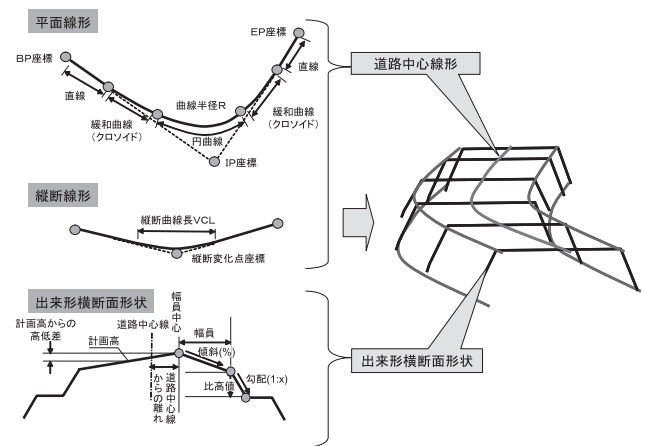 平面線形
BP座標
EP座標
直線
直線
緩和曲線
(クロソイド)
曲線半径R
円曲線
緩和曲線
(クロソイド)
IP座標
道路中心線形
縦断線形
縦断曲線長VCL
縦断変化点座標
出来形横断面形状
計画高からの
高低差
計画高
道路中心線
幅員中心
幅員
傾斜(%)
勾配(1:x)
比高値
道路中心線
からの離れ
出来形横断面形状